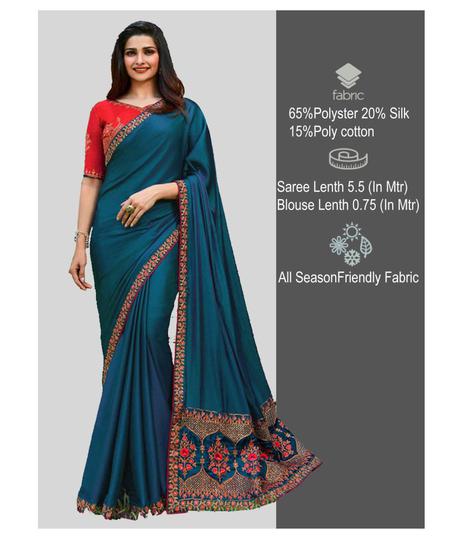 fabric
65%Polyster 20% Silk
15%Poly cotton
Saree Lenth 5.5 (In Mtr)
Blouse Lenth 0.75 (In Mtr)
All SeasonFriendly Fabric